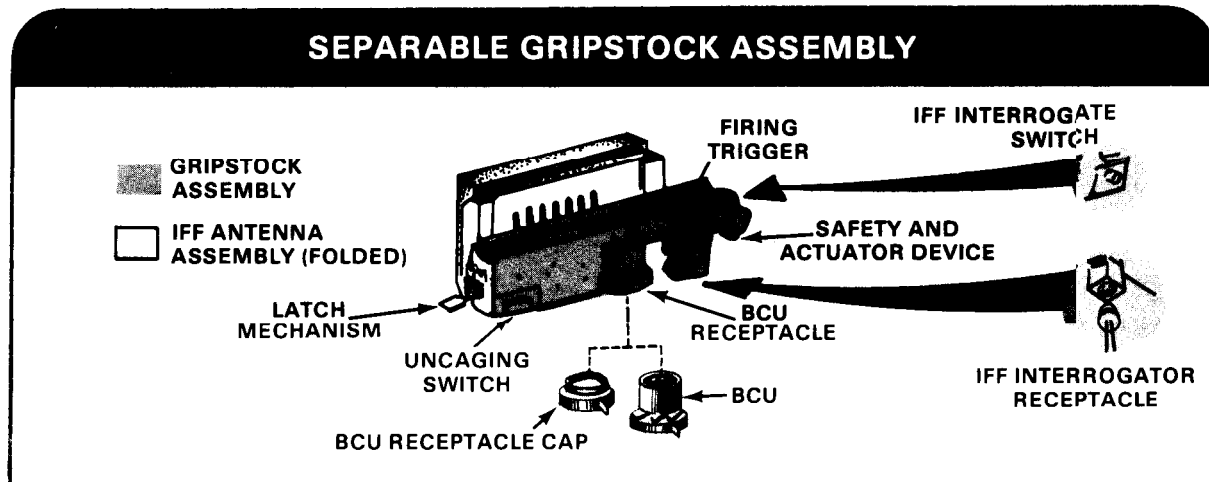 SEPARABLE GRIPSTOCK ASSEMBLY
GRIPSTOCK
ASSEMBLY
IFF ANTENNA
ASSEMBLY (FOLDED)
FIRING
TRIGGER
IFF INTERROGATE
SWITCH
SAFETY AND
ACTUATOR DEVICE
LATCH
MECHANISM
UNCAGING
SWITCH
BCU
RECEPTACLE
BCU RECEPTACLE CAP
BCU
IFF INTERROGATOR
RECEPTACLE